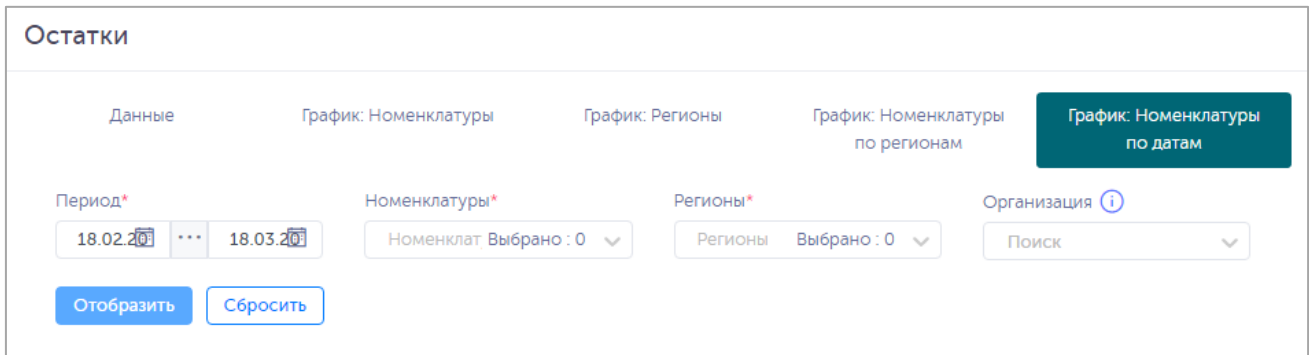 Остатки
Данные
График: Номенклатуры
График: Регионы
График: Номенклатуры
по регионам
График: Номенклатуры
по датам
Период*
Номенклатуры*
Регионы*
Организация
18.02.20
...
18.03.20
Номенклат Выбрано : 0
Регионы Выбрано : 0
Поиск
Отобразить
Сбросить